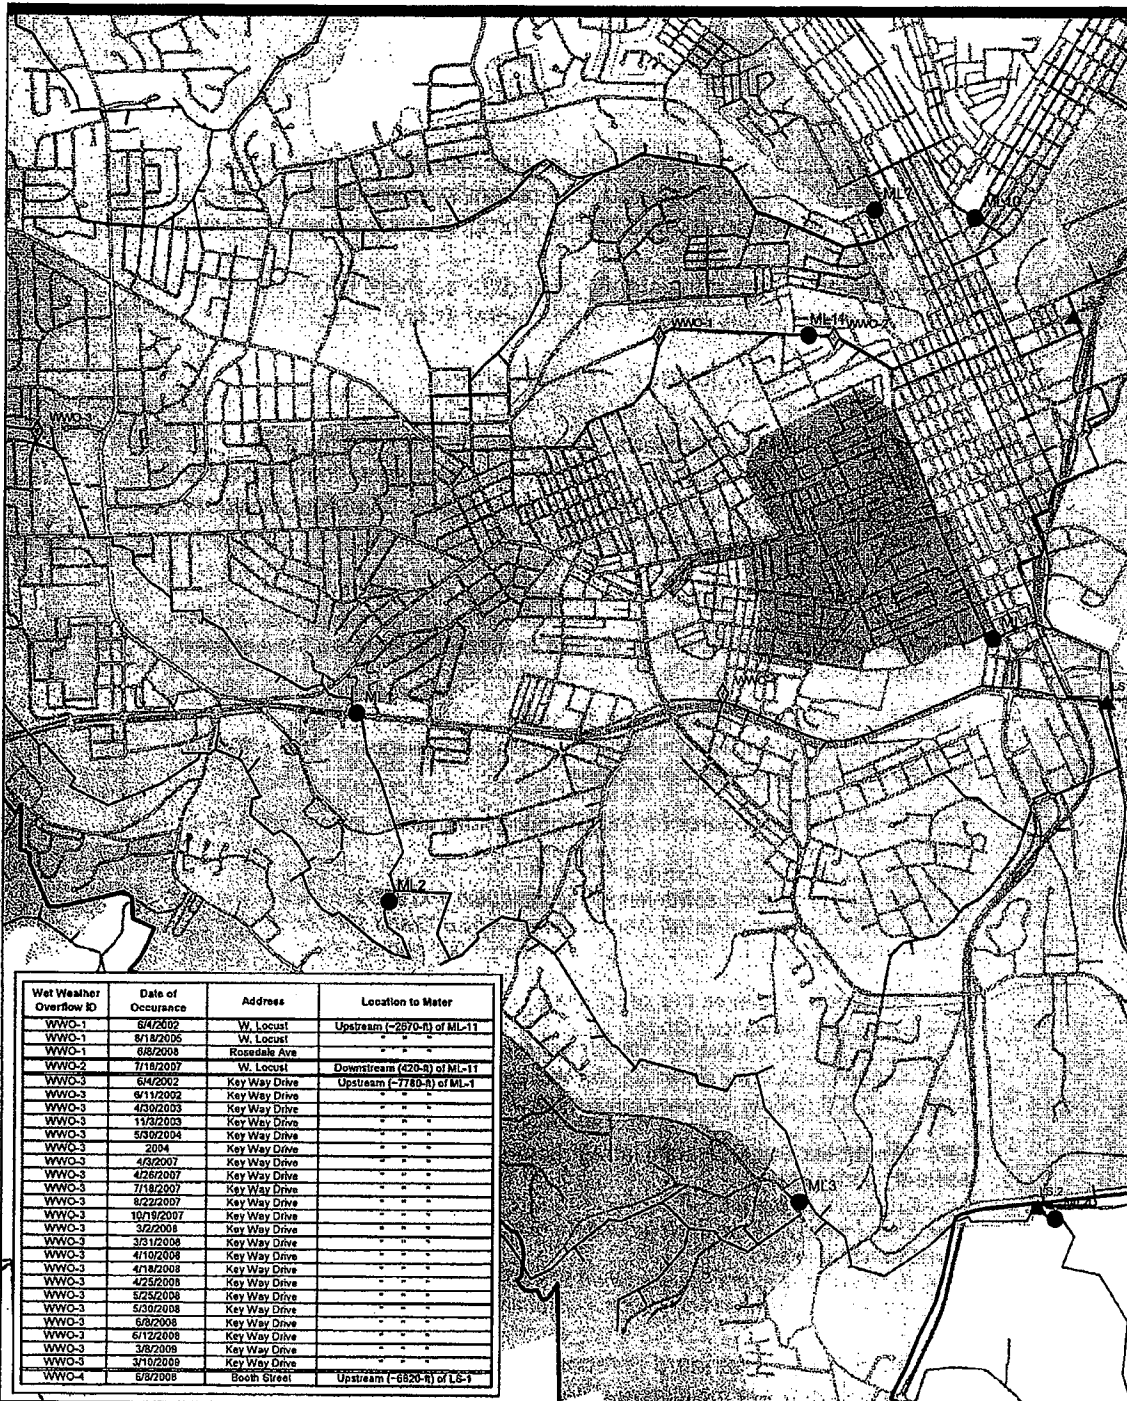 ML7
ML10
WWO-1
ML11
WWO-2
WWO-3
ML1
ML2
ML3
LS 2
Wet Weather Overflow ID Date of Occurance Address Location to Meter
WWO-1 6/4/2002 W. Locust Upstream (~2670-ft) of ML-11
WWO-1 8/18/2005 W. Locust " " "
WWO-1 6/8/2008 Rosedale Ave " " "
WWO-2 7/18/2007 W. Locust Downstream (420-ft) of ML-11
WWO-3 6/4/2002 Key Way Drive Upstream (~7780-ft) of ML-1
WWO-3 6/11/2002 Key Way Drive " " "
WWO-3 4/30/2003 Key Way Drive " " "
WWO-3 11/3/2003 Key Way Drive " " "
WWO-3 5/30/2004 Key Way Drive " " "
WWO-3 2004 Key Way Drive " " "
WWO-3 4/3/2007 Key Way Drive " " "
WWO-3 4/26/2007 Key Way Drive " " "
WWO-3 7/18/2007 Key Way Drive " " "
WWO-3 8/22/2007 Key Way Drive " " "
WWO-3 10/19/2007 Key Way Drive " " "
WWO-3 3/2/2008 Key Way Drive " " "
WWO-3 3/31/2008 Key Way Drive " " "
WWO-3 4/10/2008 Key Way Drive " " "
WWO-3 4/18/2008 Key Way Drive " " "
WWO-3 4/25/2008 Key Way Drive " " "
WWO-3 5/25/2008 Key Way Drive " " "
WWO-3 5/30/2008 Key Way Drive " " "
WWO-3 6/8/2008 Key Way Drive " " "
WWO-3 6/12/2008 Key Way Drive " " "
WWO-3 3/8/2009 Key Way Drive " " "
WWO-3 3/10/2009 Key Way Drive " " "
WWO-4 6/8/2008 Booth Street Upstream (~6820-ft) of LS-1